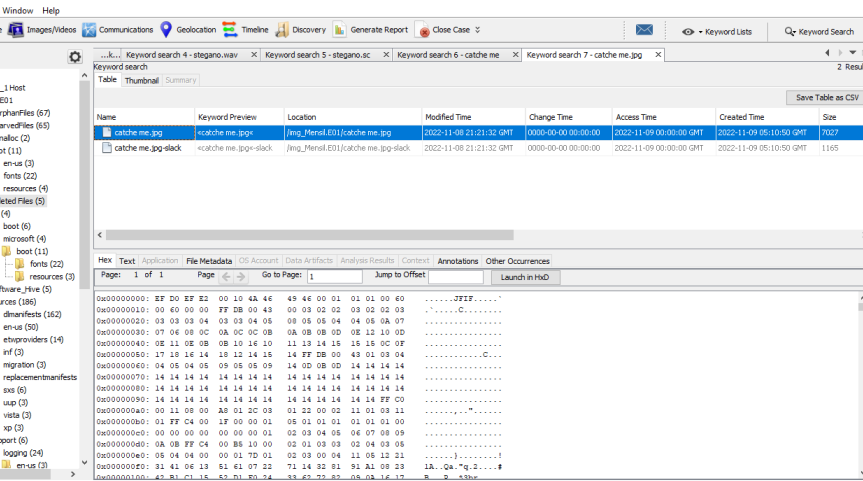 Window Help
Images/Videos Communications Geolocation Timeline Discovery Generate Report Close Case Keyword Lists Keyword Search
...k... Keyword search 4 - stegano.wav X Keyword search 5 - stegano.sc X Keyword search 6 - catche me X Keyword search 7 - catche me.jpg X
Keyword search 2 Resul
Table Thumbnail Summary
Save Table as CSV
Name Keyword Preview Location Modified Time Change Time Access Time Created Time Size
catche me.jpg «catche me.jpg« /img_Mensil.E01/catche me.jpg 2022-11-08 21:21:32 GMT 0000-00-00 00:00:00 2022-11-09 00:00:00 GMT 2022-11-09 05:10:50 GMT 7027
catche me.jpg-slack «catche me.jpg«-slack /img_Mensil.E01/catche me.jpg-slack 2022-11-08 21:21:32 GMT 0000-00-00 00:00:00 2022-11-09 00:00:00 GMT 2022-11-09 05:10:50 GMT 1165
_1 Host
E01
rphanFiles (67)
arvedFiles (65)
nalloc (2)
ot (11)
en-us (3)
fonts (22)
resources (4)
leted Files (5)
(4)
boot (6)
microsoft (4)
boot (11)
fonts (22)
resources (3)
ftware_Hive (5)
urces (186)
dlmanifests (162)
en-us (50)
etwproviders (14)
inf (3)
migration (3)
replacementmanifests
sxs (6)
uup (3)
vista (3)
xp (3)
pport (6)
logging (24)
en-us (3)
Hex Text Application File Metadata OS Account Data Artifacts Analysis Results Context Annotations Other Occurrences
Page: 1 of 1 Page Go to Page: 1 Jump to Offset Launch in HxD
0x00000000: EF D0 EF E2 00 10 4A 46 49 46 00 01 01 01 00 60 ......JFIF.....`
0x00000010: 00 60 00 00 FF DB 00 43 00 03 02 02 03 02 02 03 .`.....C........
0x00000020: 03 03 03 04 03 03 04 05 08 05 05 04 04 05 0A 07 ................
0x00000030: 07 06 08 0C 0A 0C 0C 0B 0A 0B 0B 0D 0E 12 10 0D ................
0x00000040: 0E 11 0E 0B 0B 10 16 10 11 13 14 15 15 15 0C 0F ................
0x00000050: 17 18 16 14 18 12 14 15 14 FF DB 00 43 01 03 04 ............C...
0x00000060: 04 05 04 05 09 05 05 09 14 0D 0B 0D 14 14 14 14 ................
0x00000070: 14 14 14 14 14 14 14 14 14 14 14 14 14 14 14 14 ................
0x00000080: 14 14 14 14 14 14 14 14 14 14 14 14 14 14 14 14 ................
0x00000090: 14 14 14 14 14 14 14 14 14 14 14 14 14 14 FF C0 ................
0x000000a0: 00 11 08 00 A8 01 2C 03 01 22 00 02 11 01 03 11 ......,.."......
0x000000b0: 01 FF C4 00 1F 00 00 01 05 01 01 01 01 01 01 00 ................
0x000000c0: 00 00 00 00 00 00 00 01 02 03 04 05 06 07 08 09 ................
0x000000d0: 0A 0B FF C4 00 B5 10 00 02 01 03 03 02 04 03 05 ................
0x000000e0: 05 04 04 00 00 01 7D 01 02 03 00 04 11 05 12 21 ......}........!
0x000000f0: 31 41 06 13 51 61 07 22 71 14 32 81 91 A1 08 23 1A..Qa."q.2....#
0x00000100: 42 B1 C1 15 52 D1 F0 24 33 62 72 82 09 0A 16 17